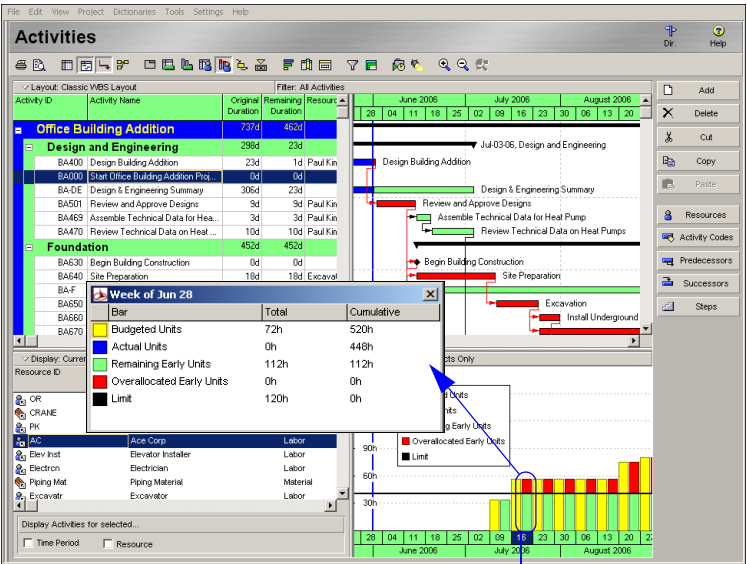 File Edit View Project Dictionaries Tools Settings Help
Activities
Dir. Help
Layout: Classic WBS Layout Filter: All Activities
Activity ID Activity Name Original Duration Remaining Duration Resourc
June 2006 July 2006 August 2006
28 04 11 18 25 02 09 16 23 30 06 13 20
Office Building Addition 737d 462d
Design and Engineering 298d 23d
Jul-03-06, Design and Engineering
BA400 Design Building Addition 23d 1d Paul Kin
Design Building Addition
BA000 Start Office Building Addition Proj... 0d 0d
BA-DE Design & Engineering Summary 306d 23d
Design & Engineering Summary
BA501 Review and Approve Designs 9d 9d Paul Kin
Review and Approve Designs
BA469 Assemble Technical Data for Hea... 3d 3d Paul Kin
Assemble Technical Data for Heat Pump
BA470 Review Technical Data on Heat ... 10d 10d Paul Kin
Review Technical Data on Heat Pumps
Foundation 452d 452d
BA630 Begin Building Construction 0d 0d
Begin Building Construction
BA640 Site Preparation 18d 18d Excavat
Site Preparation
BA-F
BA650
Excavation
BA660
Install Underground
BA670
Add
Delete
Cut
Copy
Paste
Resources
Activity Codes
Predecessors
Successors
Steps
Week of Jun 28
Bar Total Cumulative
Budgeted Units 72h 520h
Actual Units 0h 448h
Remaining Early Units 112h 112h
Overallocated Early Units 0h 0h
Limit 120h 0h
Display: Currer
Resource ID
OR
CRANE
PK
AC Ace Corp Labor
Elev Inst Elevator Installer Labor
Electrcn Electrician Labor
Piping Mat Piping Material Material
Excavatr Excavator Labor
Display Activities for selected...
Time Period Resource
cts Only
d Units
nits
g Early Units
Overallocated Early Units
Limit
90h
60h
30h
28 04 11 18 25 02 09 16 23 30 06 13 20 2
June 2006 July 2006 August 2006